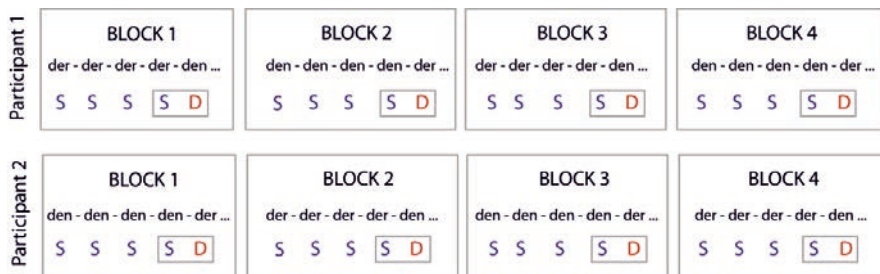 Participant 1
BLOCK 1
der - der - der - der - den ...
S S S S D
BLOCK 2
den - den - den - den - der ...
S S S S D
BLOCK 3
der - der - der - der - den ...
S S S S D
BLOCK 4
den - den - den - den - der ...
S S S S D
Participant 2
BLOCK 1
den - den - den - den - der ...
S S S S D
BLOCK 2
der - der - der - der - den ...
S S S S D
BLOCK 3
den - den - den - den - der ...
S S S S D
BLOCK 4
der - der - der - der - den ...
S S S S D